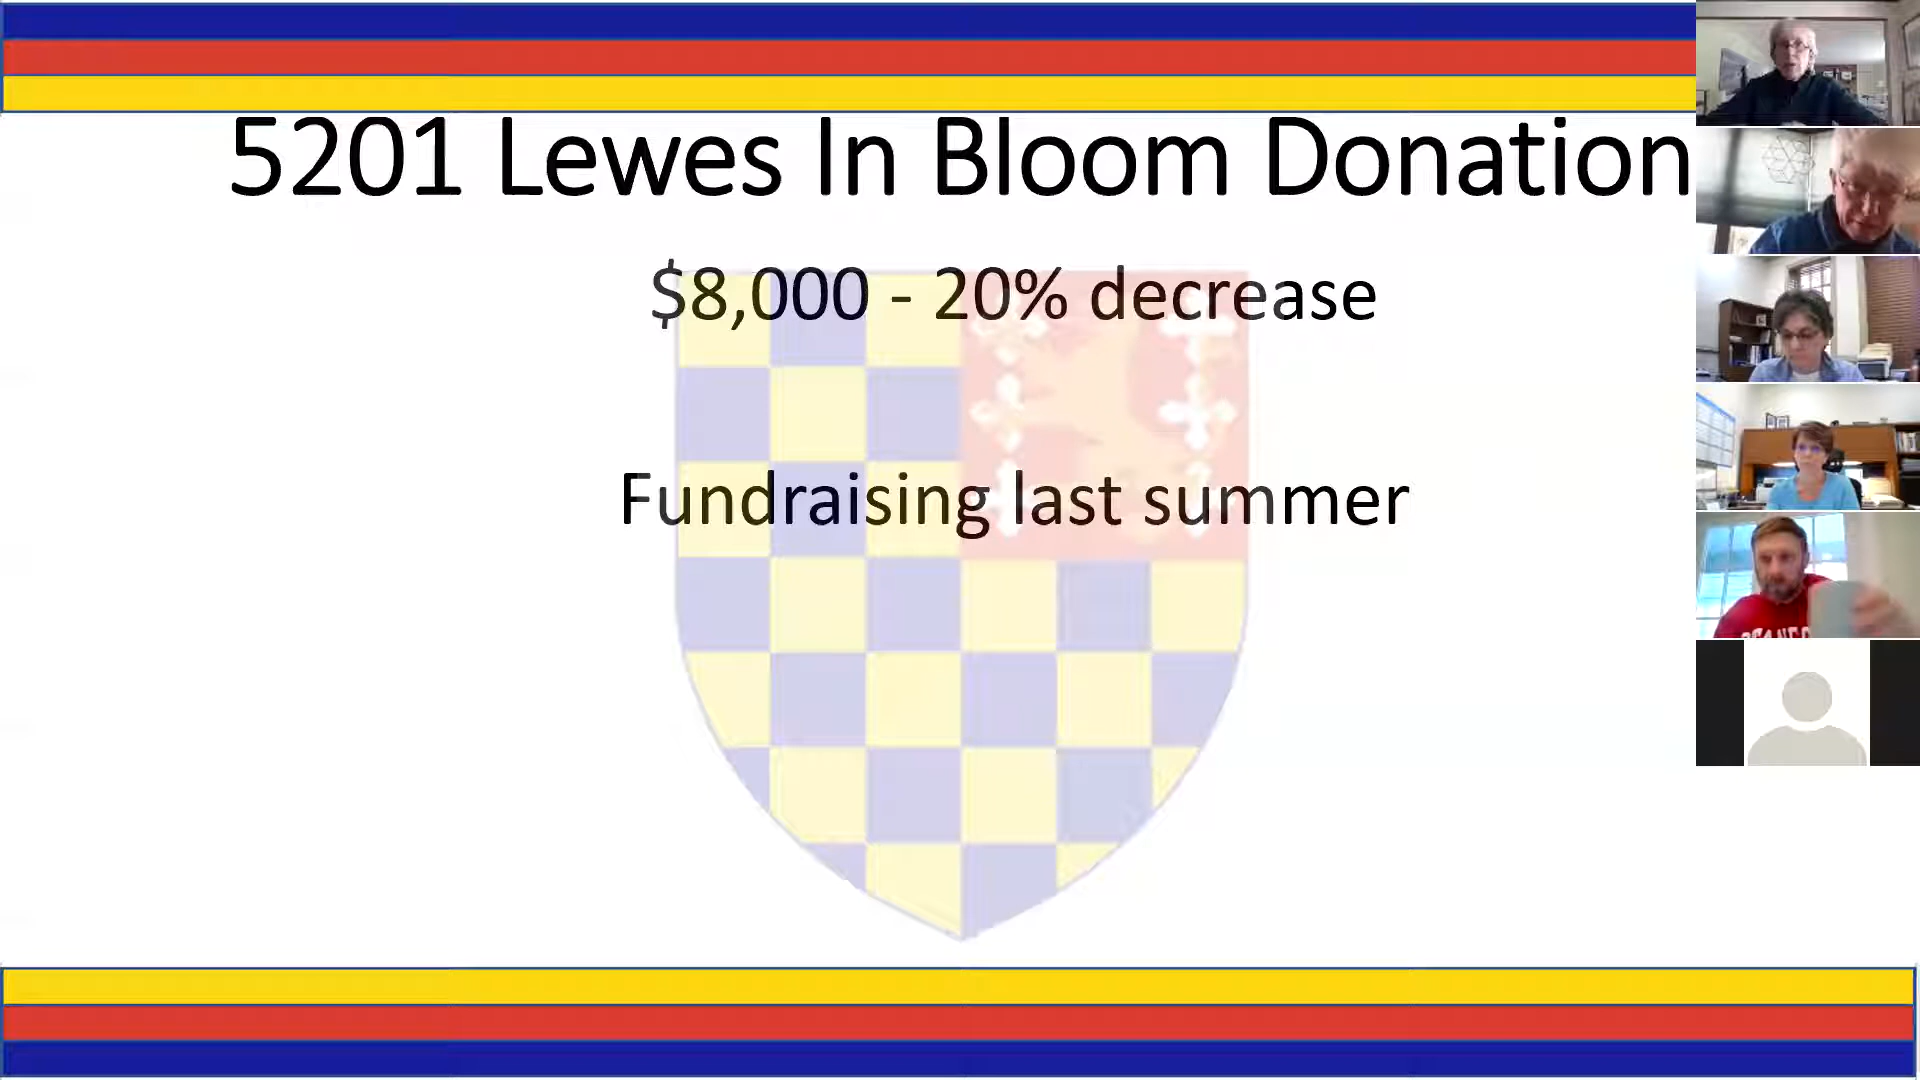 5201 Lewes In Bloom Donation
$8,000 - 20% decrease
Fundraising last summer